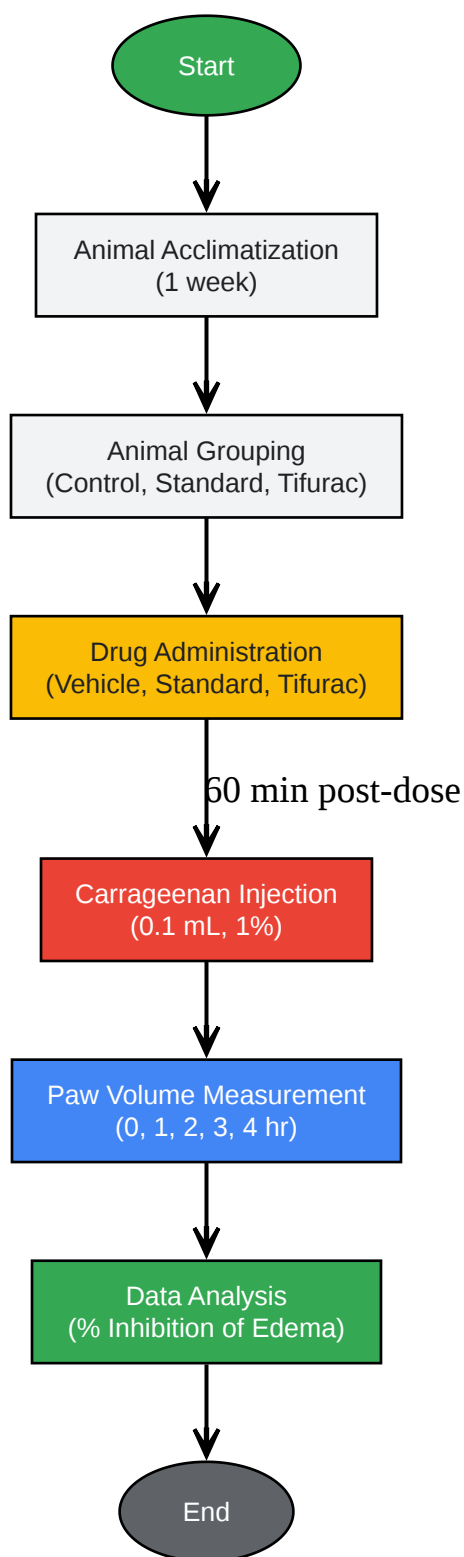 Start
Animal Acclimatization
(1 week)
Animal Grouping
(Control, Standard, Tifurac)
Drug Administration
(Vehicle, Standard, Tifurac)
60 min post-dose
Carrageenan Injection
(0.1 mL, 1%)
Paw Volume Measurement
(0, 1, 2, 3, 4 hr)
Data Analysis
(% Inhibition of Edema)
End